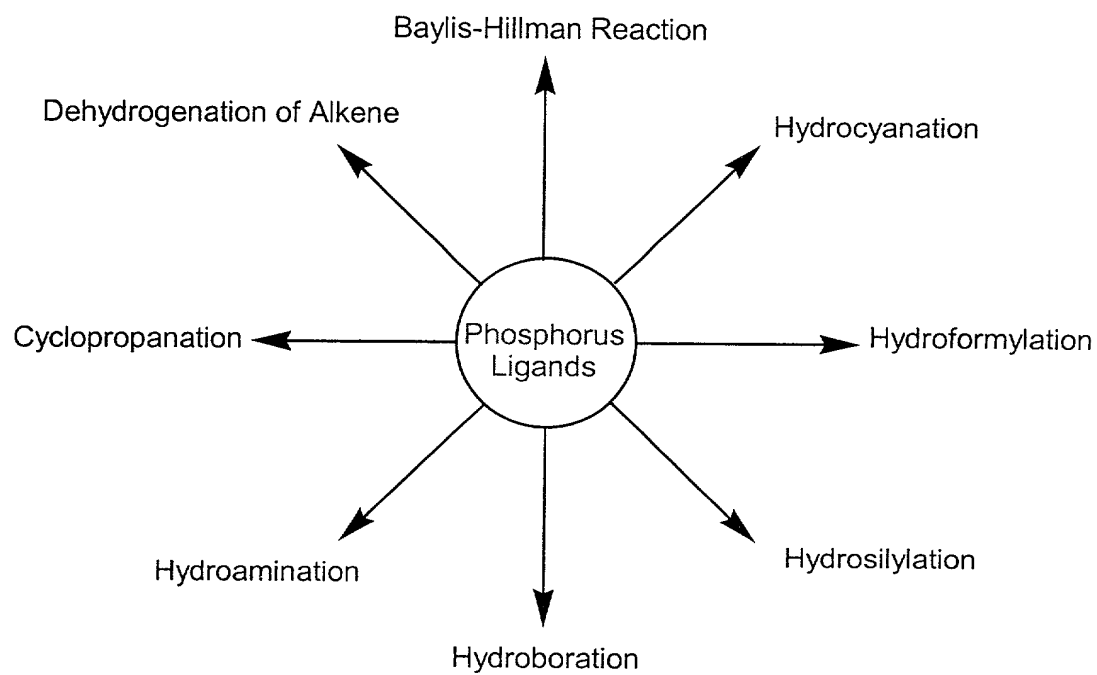 Baylis-Hillman Reaction
Dehydrogenation of Alkene
Hydrocyanation
Cyclopropanation
Phosphorus
Ligands
Hydroformylation
Hydroamination
Hydrosilylation
Hydroboration